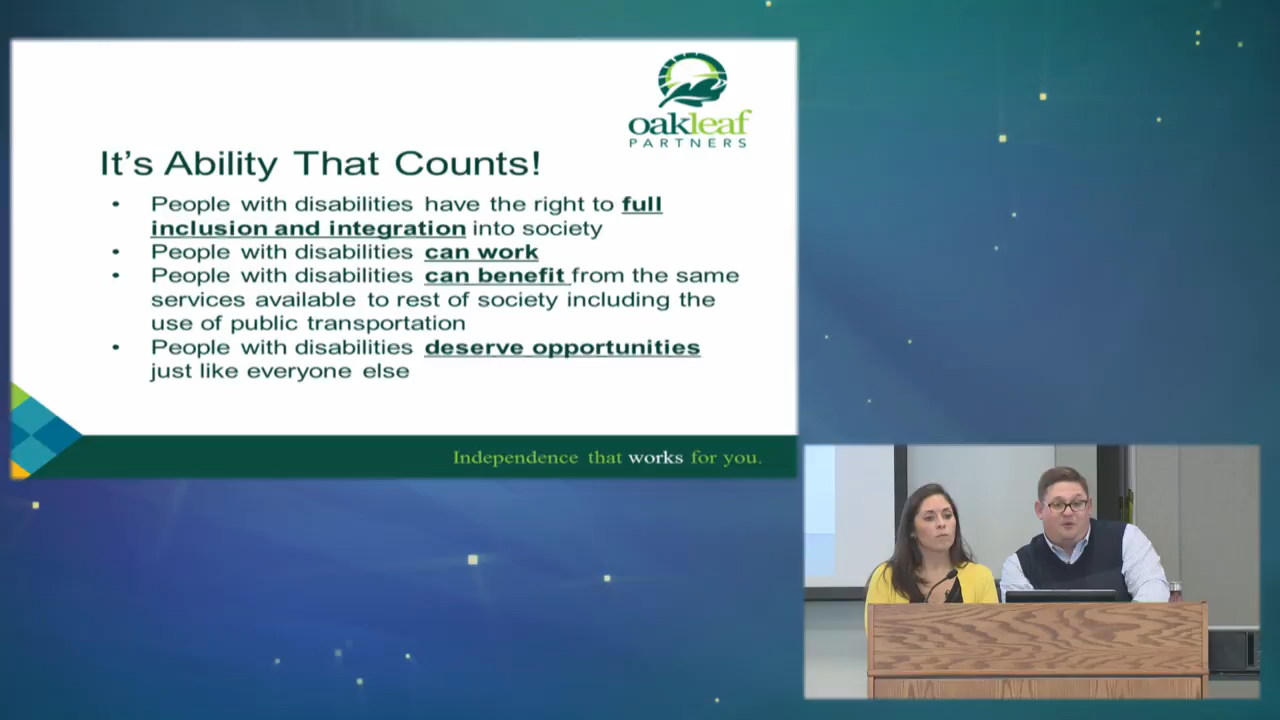 oakleaf
PARTNERS
It's Ability That Counts!
• People with disabilities have the right to full
inclusion and integration into society
• People with disabilities can work
• People with disabilities can benefit from the same
services available to rest of society including the
use of public transportation
• People with disabilities deserve opportunities
just like everyone else
Independence that works for you.